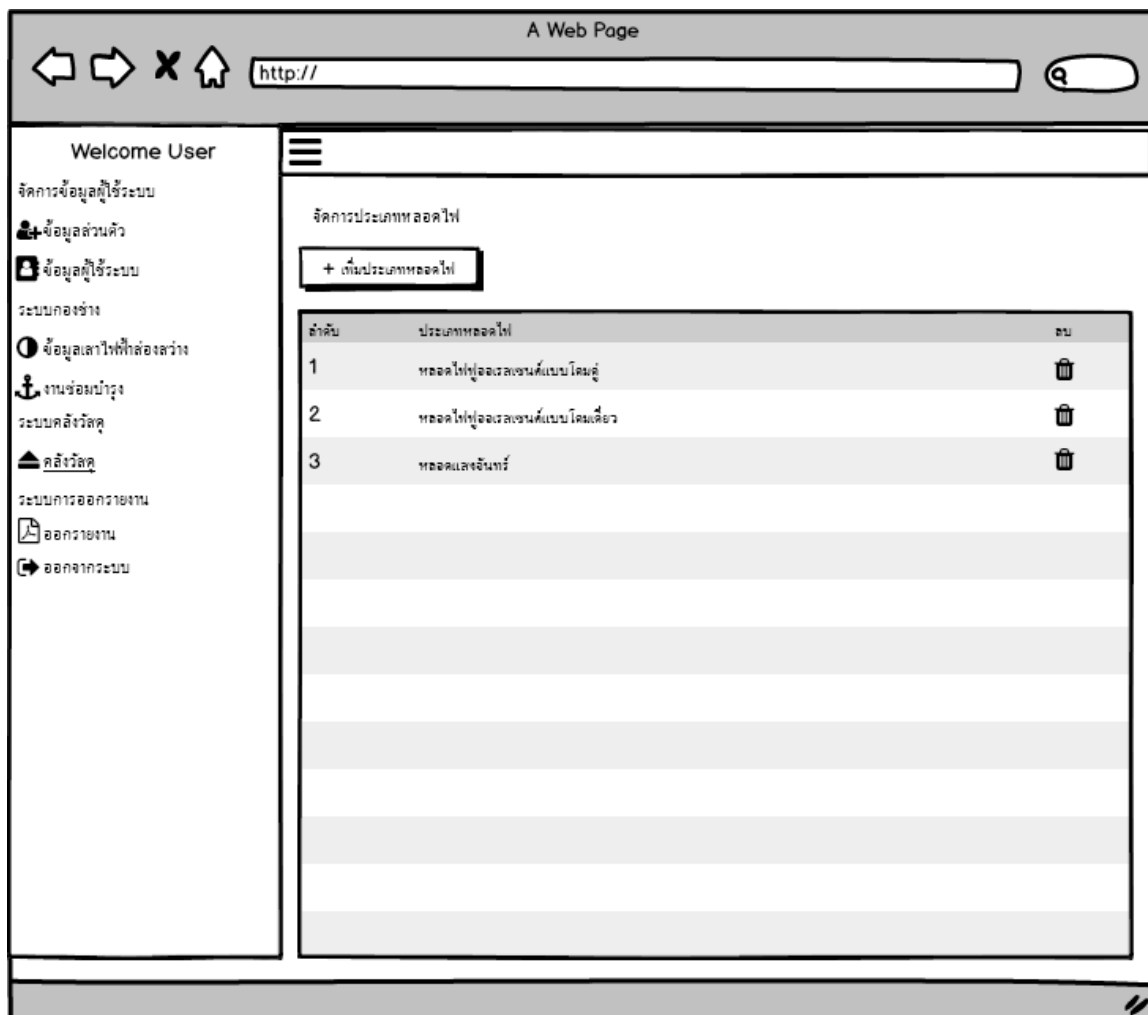 A Web Page
http://
Welcome User
จัดการข้อมูลผู้ใช้ระบบ
ข้อมูลส่วนตัว
ข้อมูลผู้ใช้ระบบ
ระบบกองช่าง
ข้อมูลเสาไฟฟ้าส่องสว่าง
งานซ่อมบำรุง
ระบบคลังวัสดุ
คลังวัสดุ
ระบบการออกรายงาน
ออกรายงาน
ออกจากระบบ
จัดการประเภทหลอดไฟ
+ เพิ่มประเภทหลอดไฟ
ลำดับ ประเภทหลอดไฟ ลบ
1 หลอดไฟฟูออเรสเซนต์แบบโคมคู่
2 หลอดไฟฟูออเรสเซนต์แบบโคมเดี่ยว
3 หลอดแสงจันทร์